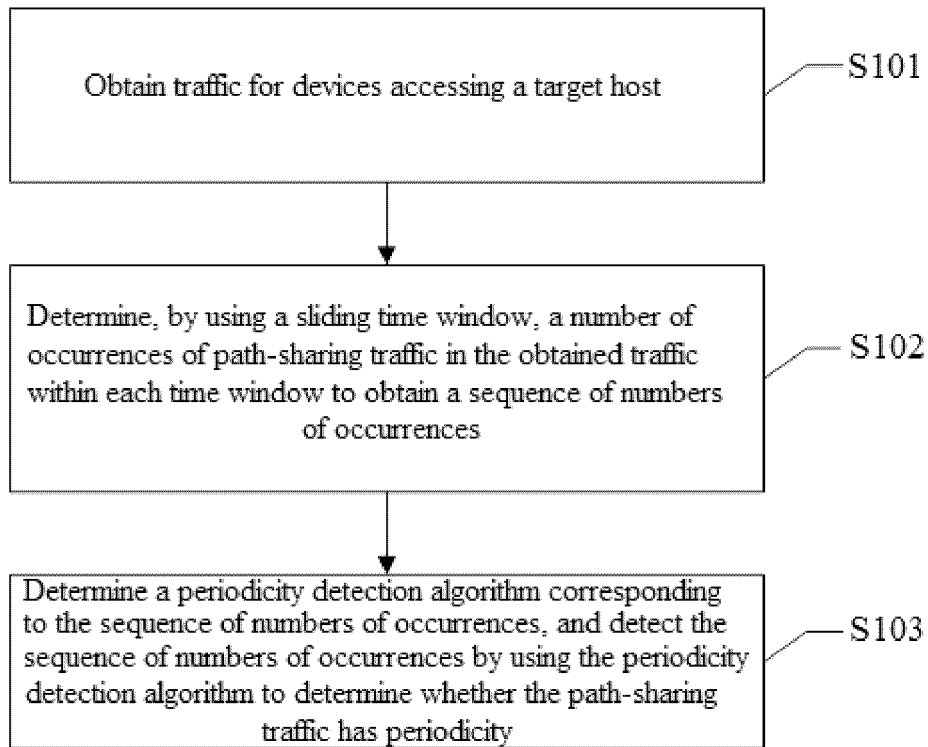 Obtain traffic for devices accessing a target host
S101
Determine, by using a sliding time window, a number of
occurrences of path-sharing traffic in the obtained traffic
within each time window to obtain a sequence of numbers
of occurrences
S102
Determine a periodicity detection algorithm corresponding
to the sequence of numbers of occurrences, and detect the
sequence of numbers of occurrences by using the periodicity
detection algorithm to determine whether the path-sharing
traffic has periodicity
S103